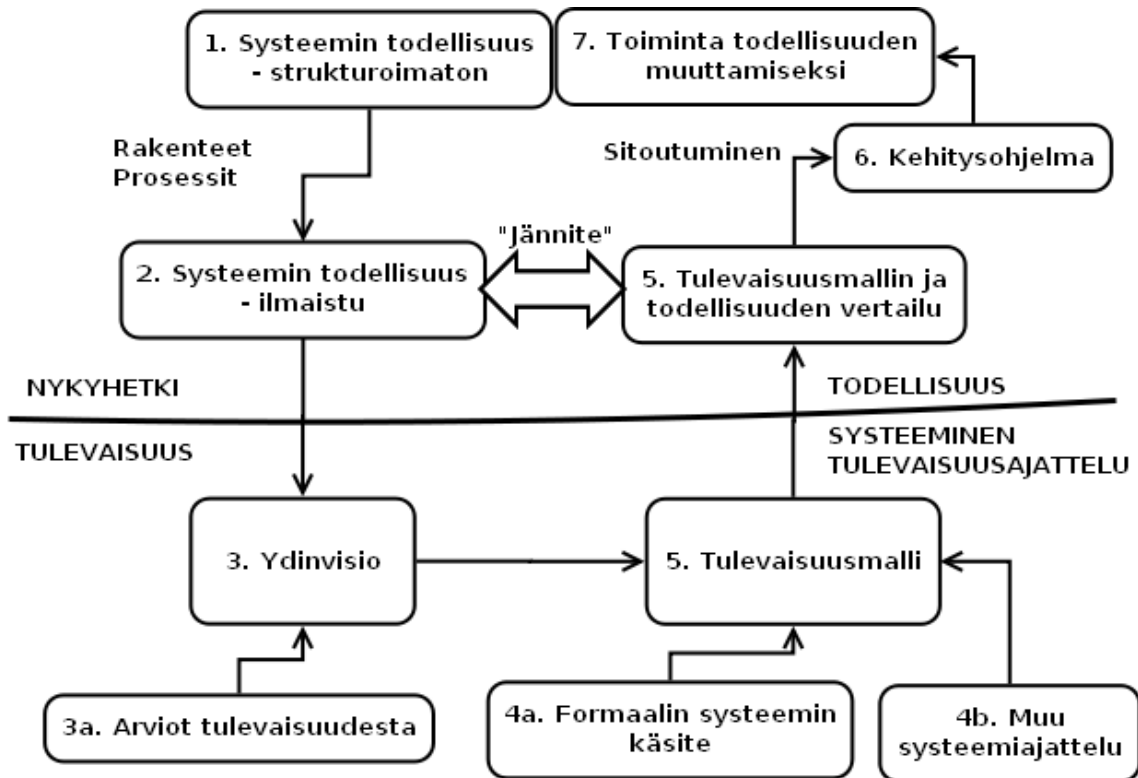 1. Systeemin todellisuus
- strukturoimaton
7. Toiminta todellisuuden
muuttamiseksi
Rakenteet
Prosessit
Sitoutuminen
6. Kehitysohjelma
"Jännite"
2. Systeemin todellisuus
- ilmaistu
5. Tulevaisuusmallin ja
todellisuuden vertailu
NYKYHETKI
TODELLISUUS
TULEVAISUUS
SYSTEEMINEN
TULEVAISUUSAJATTELU
3. Ydinvisio
5. Tulevaisuusmalli
3a. Arviot tulevaisuudesta
4a. Formaalin systeemin
käsite
4b. Muu
systeemiajattelu